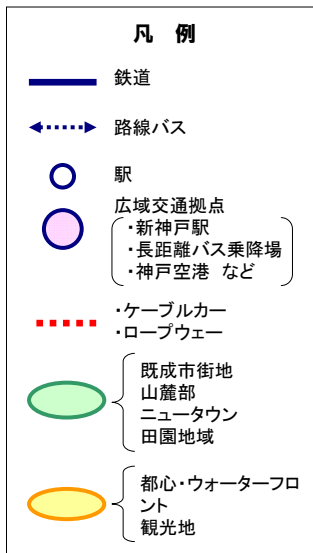 凡 例
鉄道
路線バス
駅
広域交通拠点
・新神戸駅
・長距離バス乗降場
・神戸空港 など
・ケーブルカー
・ロープウェー
既成市街地
山麓部
ニュータウン
田園地域
都心・ウォーターフロ
ント
観光地